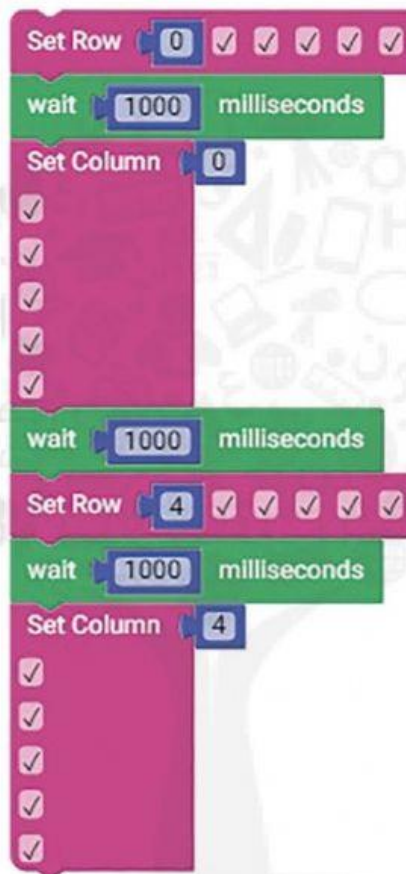 Set Row 0 ✓ ✓ ✓ ✓ ✓
wait 1000 milliseconds
Set Column 0
✓
✓
✓
✓
✓
wait 1000 milliseconds
Set Row 4 ✓ ✓ ✓ ✓ ✓
wait 1000 milliseconds
Set Column 4
✓
✓
✓
✓
✓